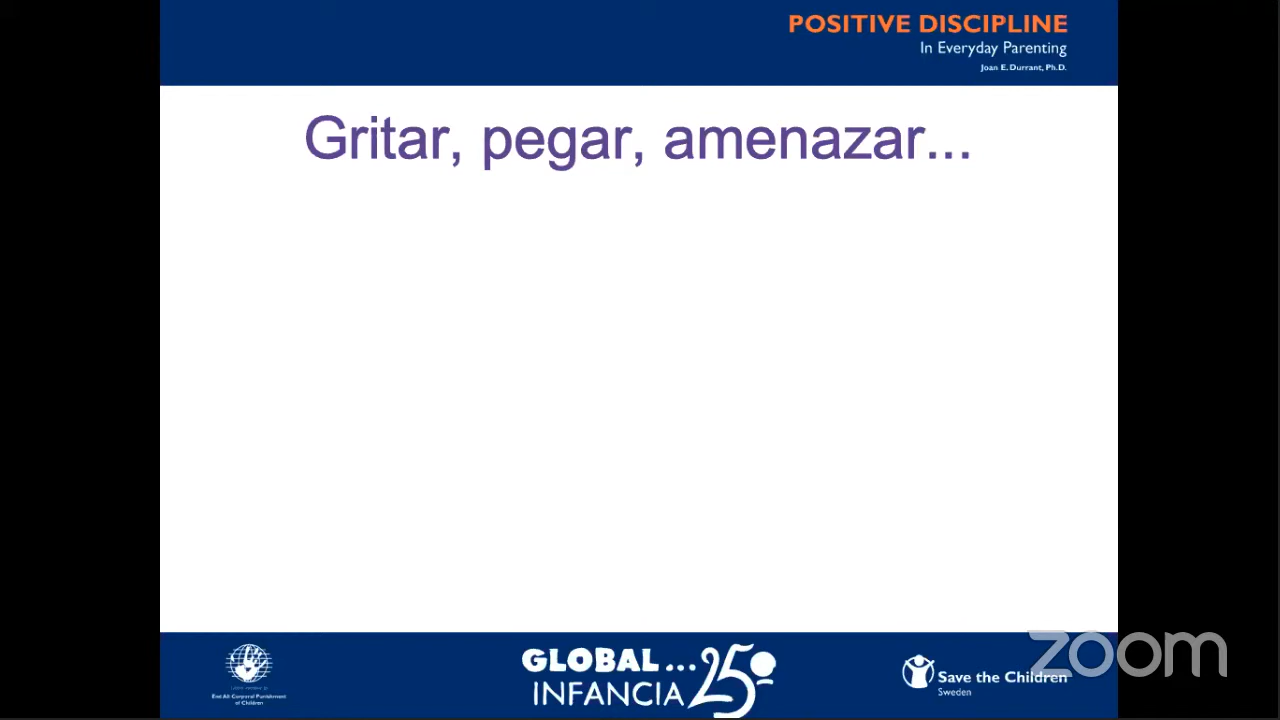 POSITIVE DISCIPLINE
In Everyday Parenting
Joan E. Durrant, Ph.D.
Gritar, pegar, amenazar...
End All Corporal Punishment
of Children
GLOBAL...25
INFANCIA
Save the Children
Sweden
zoom